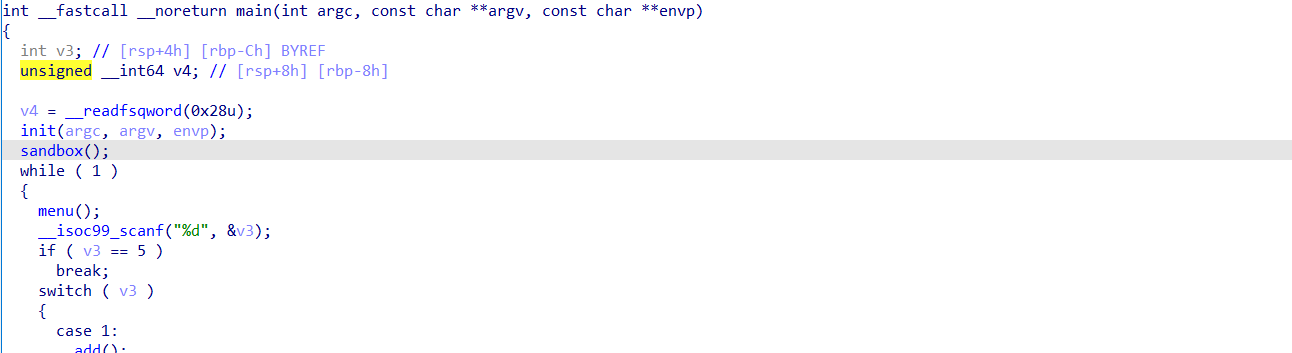 int __fastcall __noreturn main(int argc, const char **argv, const char **envp)
{
int v3; // [rsp+4h] [rbp-Ch] BYREF
unsigned __int64 v4; // [rsp+8h] [rbp-8h]
v4 = __readfsqword(0x28u);
init(argc, argv, envp);
sandbox();
while ( 1 )
{
menu();
__isoc99_scanf("%d", &v3);
if ( v3 == 5 )
break;
switch ( v3 )
{
case 1:
add();